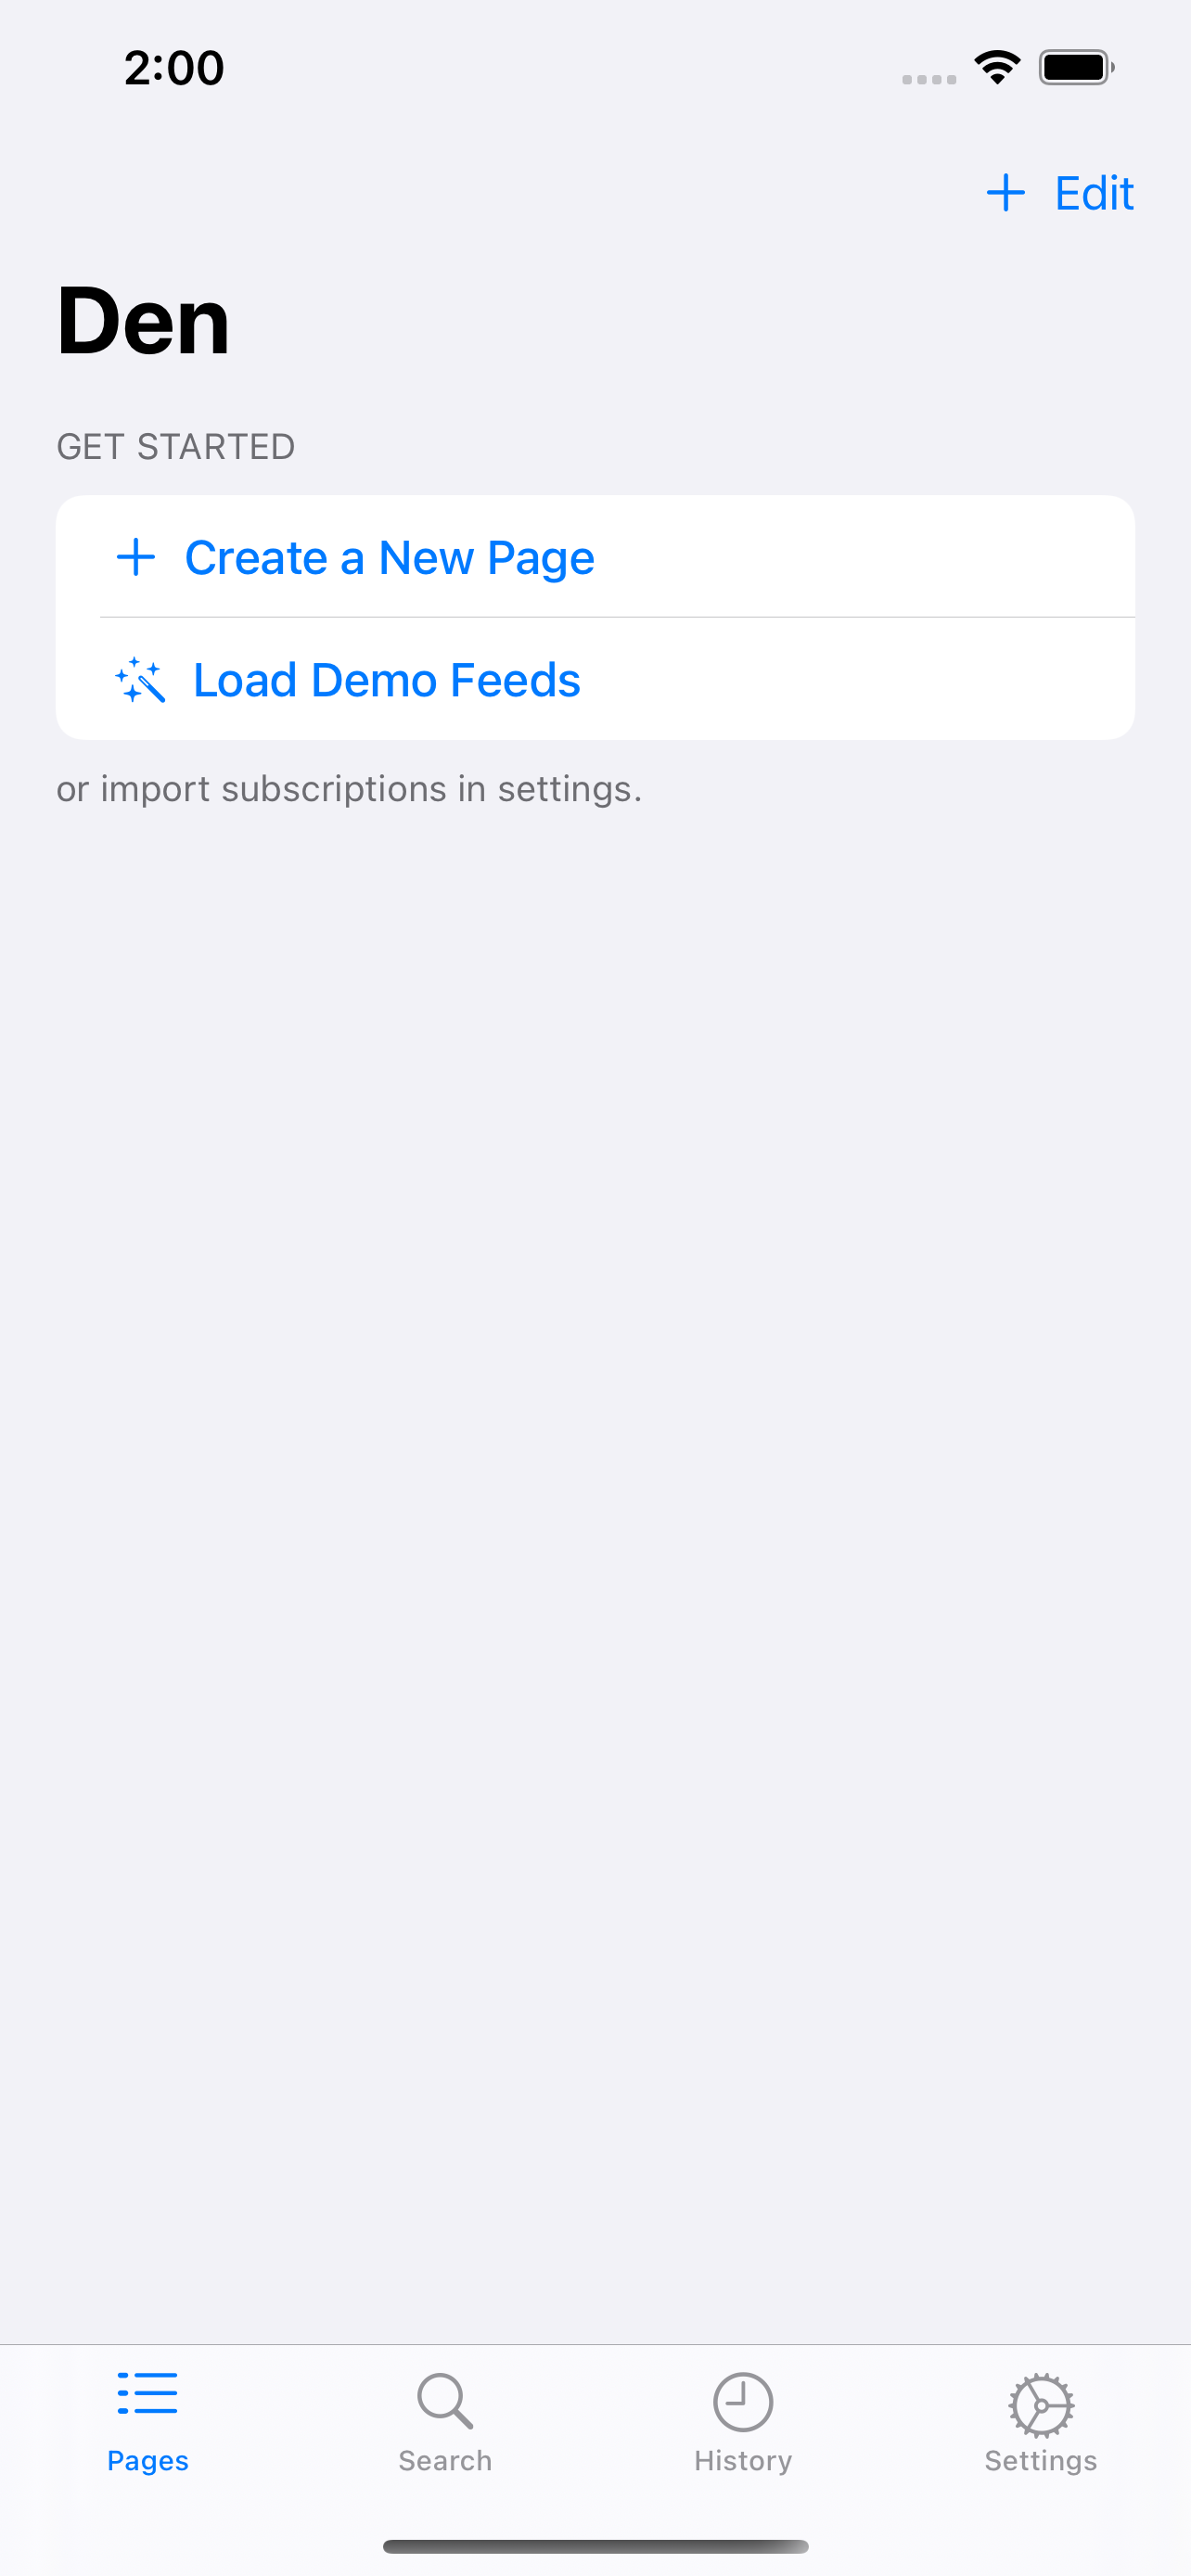 2:00
Edit
Den
GET STARTED
Create a New Page
Load Demo Feeds
or import subscriptions in settings.
Pages Search History Settings